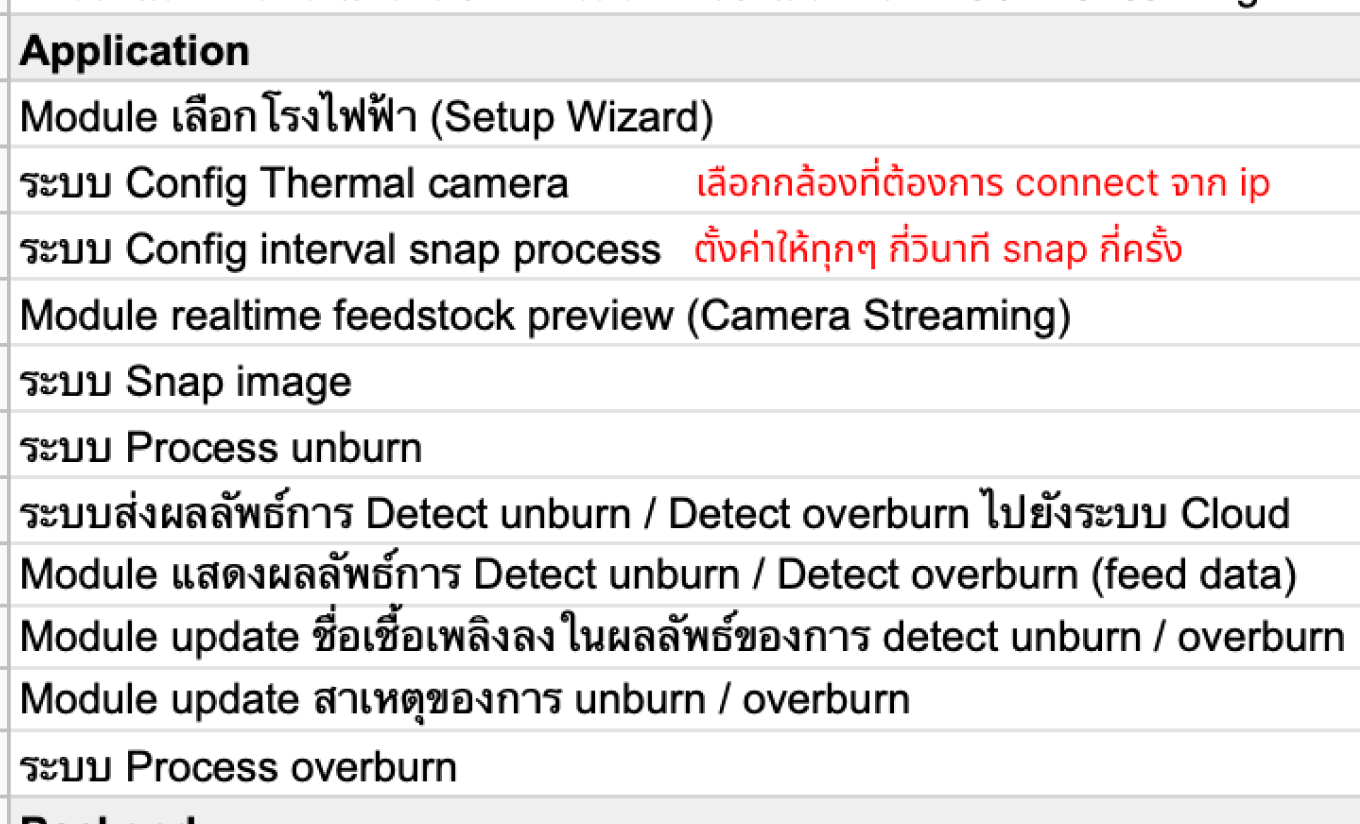 Application
Module เลือกโรงไฟฟ้า (Setup Wizard)
ระบบ Config Thermal camera เลือกกล้องที่ต้องการ connect จาก ip
ระบบ Config interval snap process ตั้งค่าให้ทุกๆ กี่วินาที snap กี่ครั้ง
Module realtime feedstock preview (Camera Streaming)
ระบบ Snap image
ระบบ Process unburn
ระบบส่งผลลัพธ์การ Detect unburn / Detect overburn ไปยังระบบ Cloud
Module แสดงผลลัพธ์การ Detect unburn / Detect overburn (feed data)
Module update ชื่อเชื้อเพลิงลงในผลลัพธ์ของการ detect unburn / overburn
Module update สาเหตุของการ unburn / overburn
ระบบ Process overburn